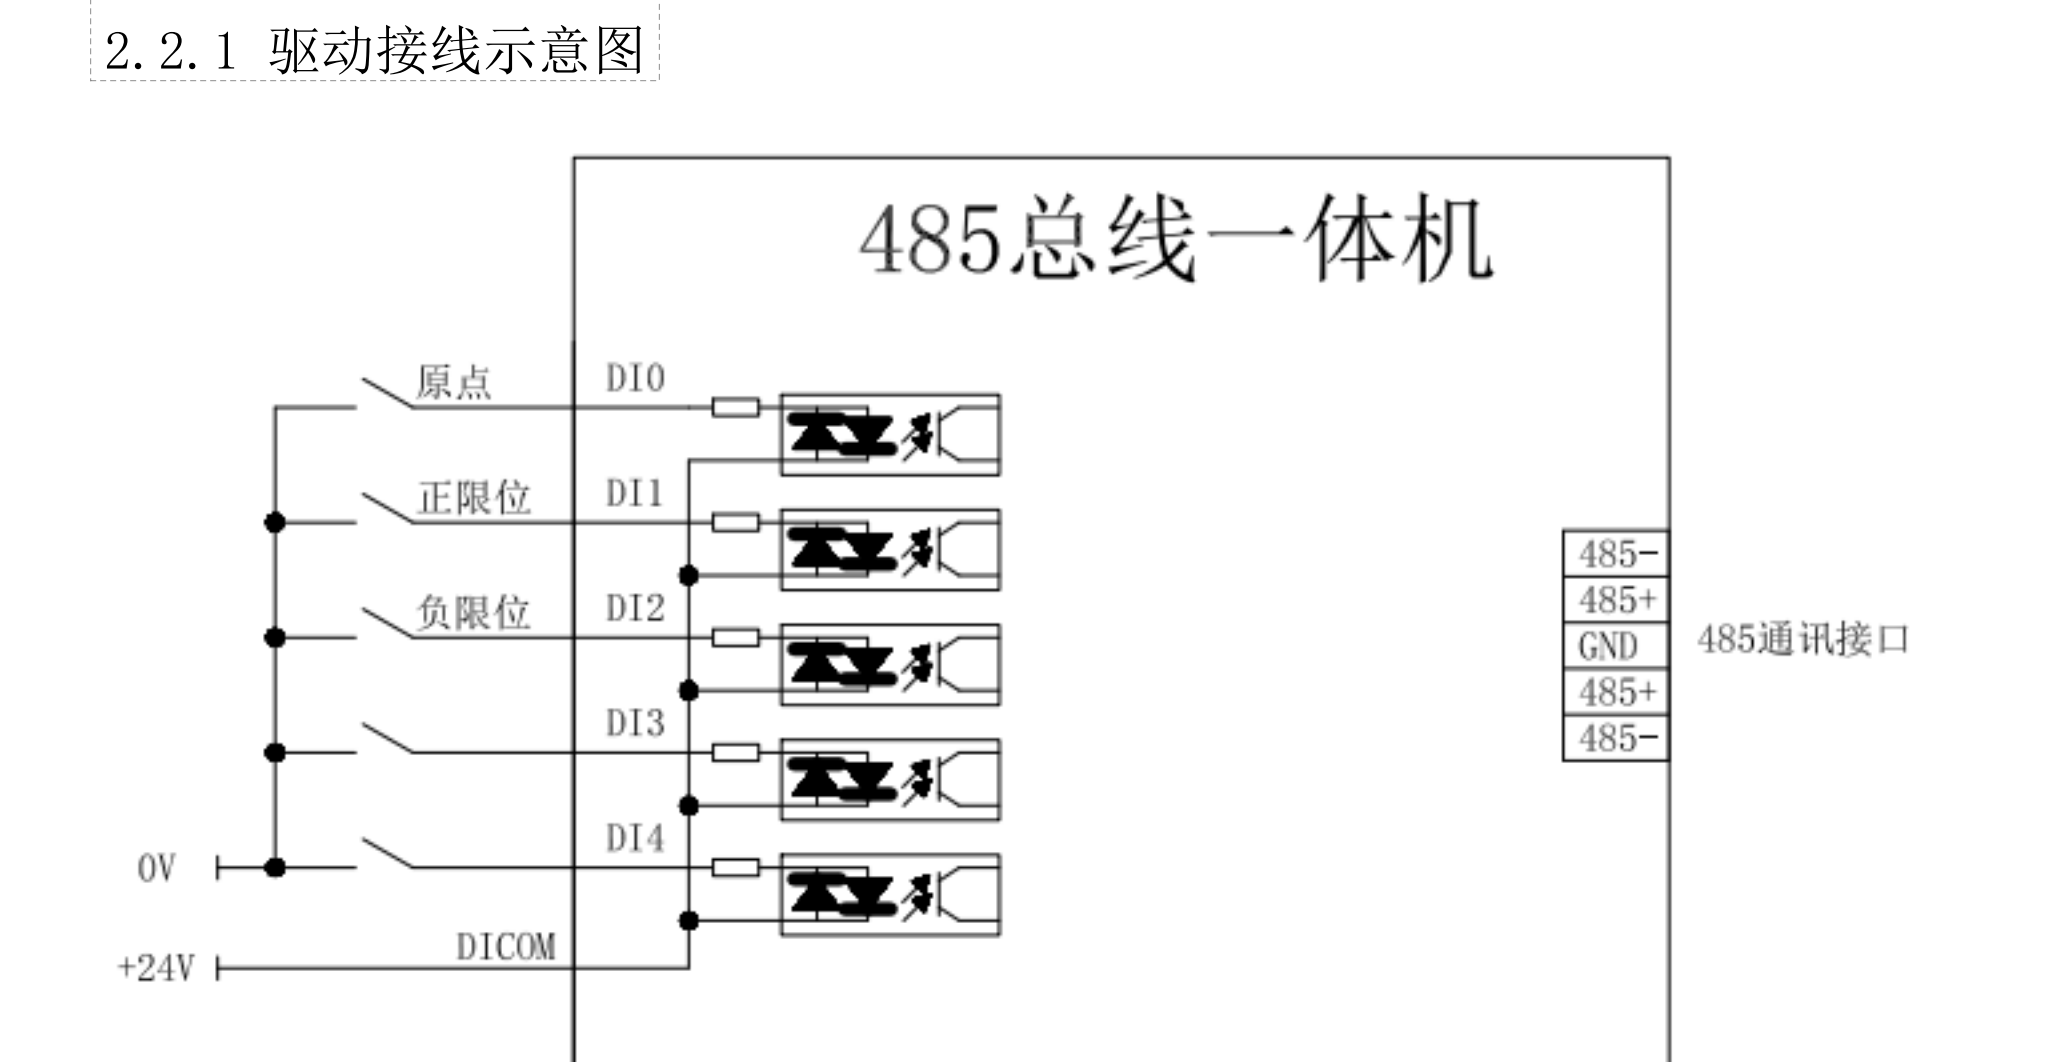 2.2.1 驱动接线示意图
485总线一体机
原点 DI0
正限位 DI1
负限位 DI2
DI3
DI4
0V
DICOM
+24V
485-
485+
GND
485+
485-
485通讯接口